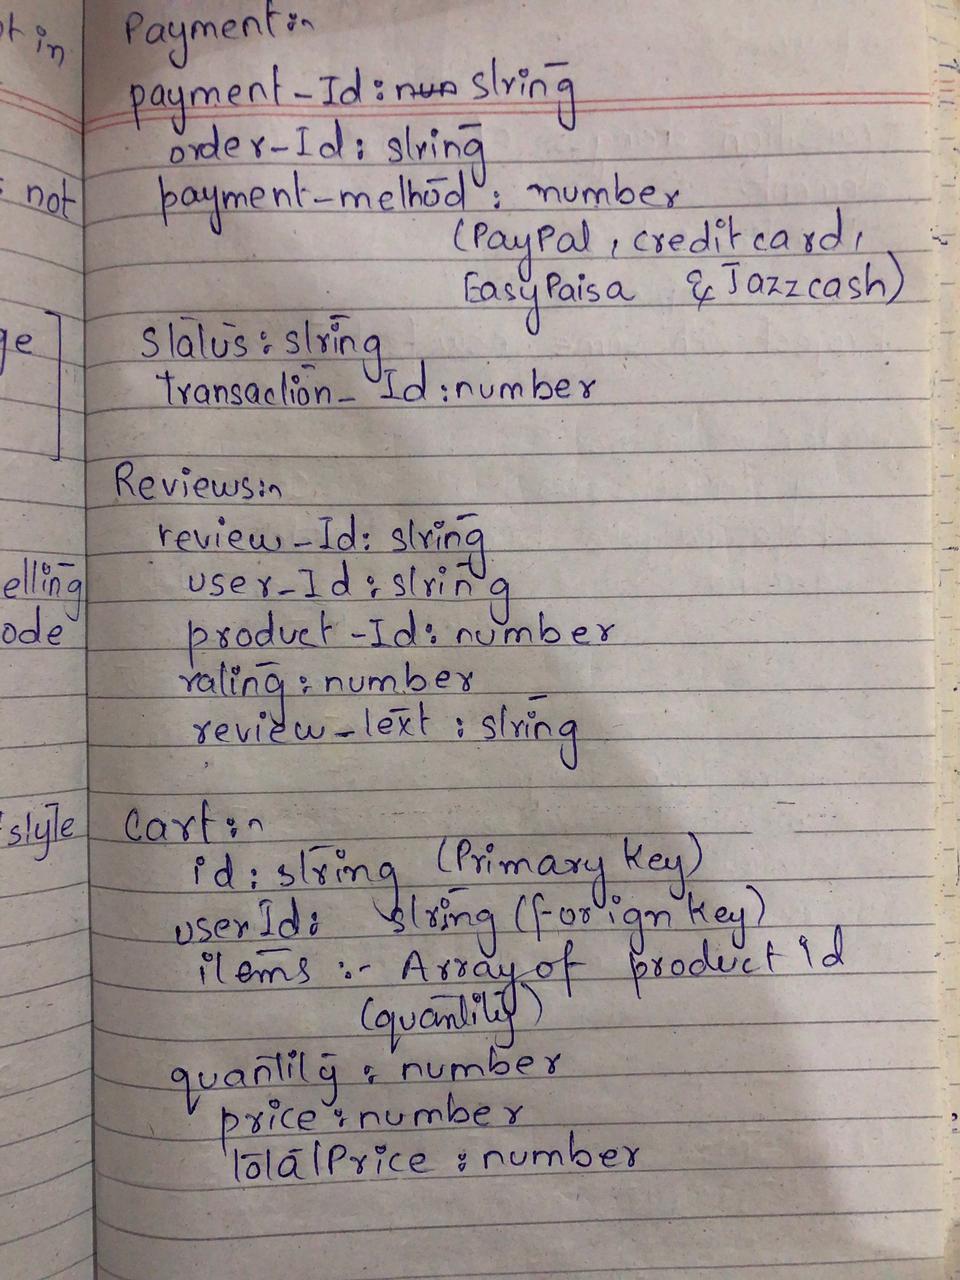 in
Payment:n
payment-Id: num string
order-Id: string
not
payment-method: number
(PayPal, credit card,
EasyPaisa & Jazzcash)
ge
Status: string
transaction-Id: number
Reviews:n
review-Id: string
elling
user-Id: string
ode
product-Id: number
rating: number
review-text: string
style
Cart:n
id: string (Primary Key)
userId: string (forign Key)
items :- Array of product id
(quantity)
quantity: number
price: number
totalPrice: number